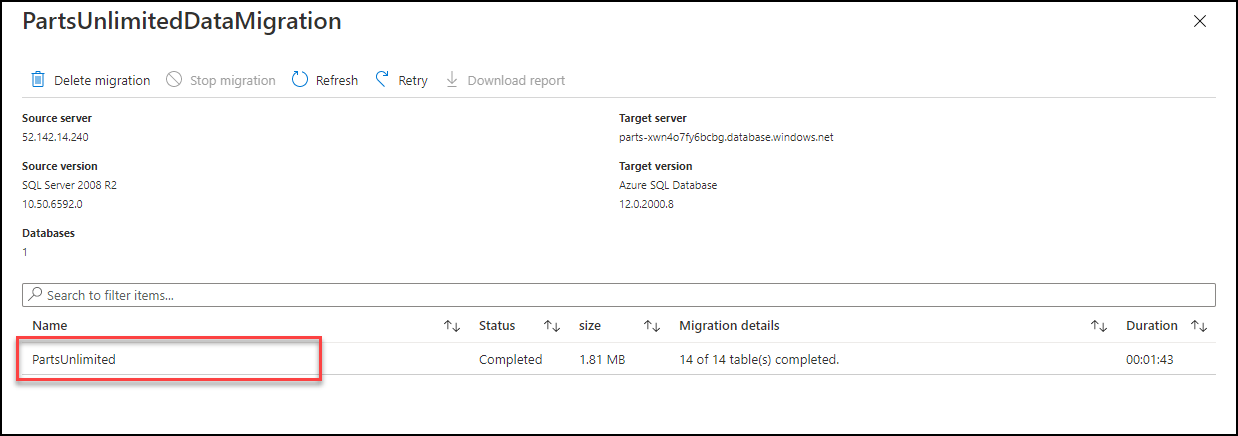 PartsUnlimitedDataMigration
Delete migration Stop migration Refresh Retry Download report
Source server Target server
52.142.14.240 parts-xwn4o7fy6bcbg.database.windows.net
Source version Target version
SQL Server 2008 R2 Azure SQL Database
10.50.6592.0 12.0.2000.8
Databases
1
Search to filter items...
Name Status size Migration details Duration
PartsUnlimited Completed 1.81 MB 14 of 14 table(s) completed. 00:01:43